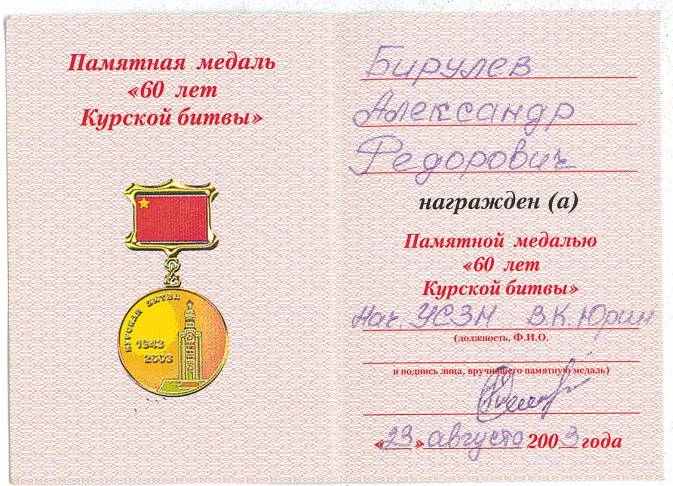 Памятная медаль
«60 лет
Курской битвы»
КУРСКАЯ БИТВА
1943
2003
Бирулев
Александр
Федорович
награжден (а)
Памятной медалью
«60 лет
Курской битвы»
Нач. УСЗН В.К. Юрин
(должность, Ф.И.О.
и подпись лица, вручившего памятную медаль)
«23» августа 2003 года